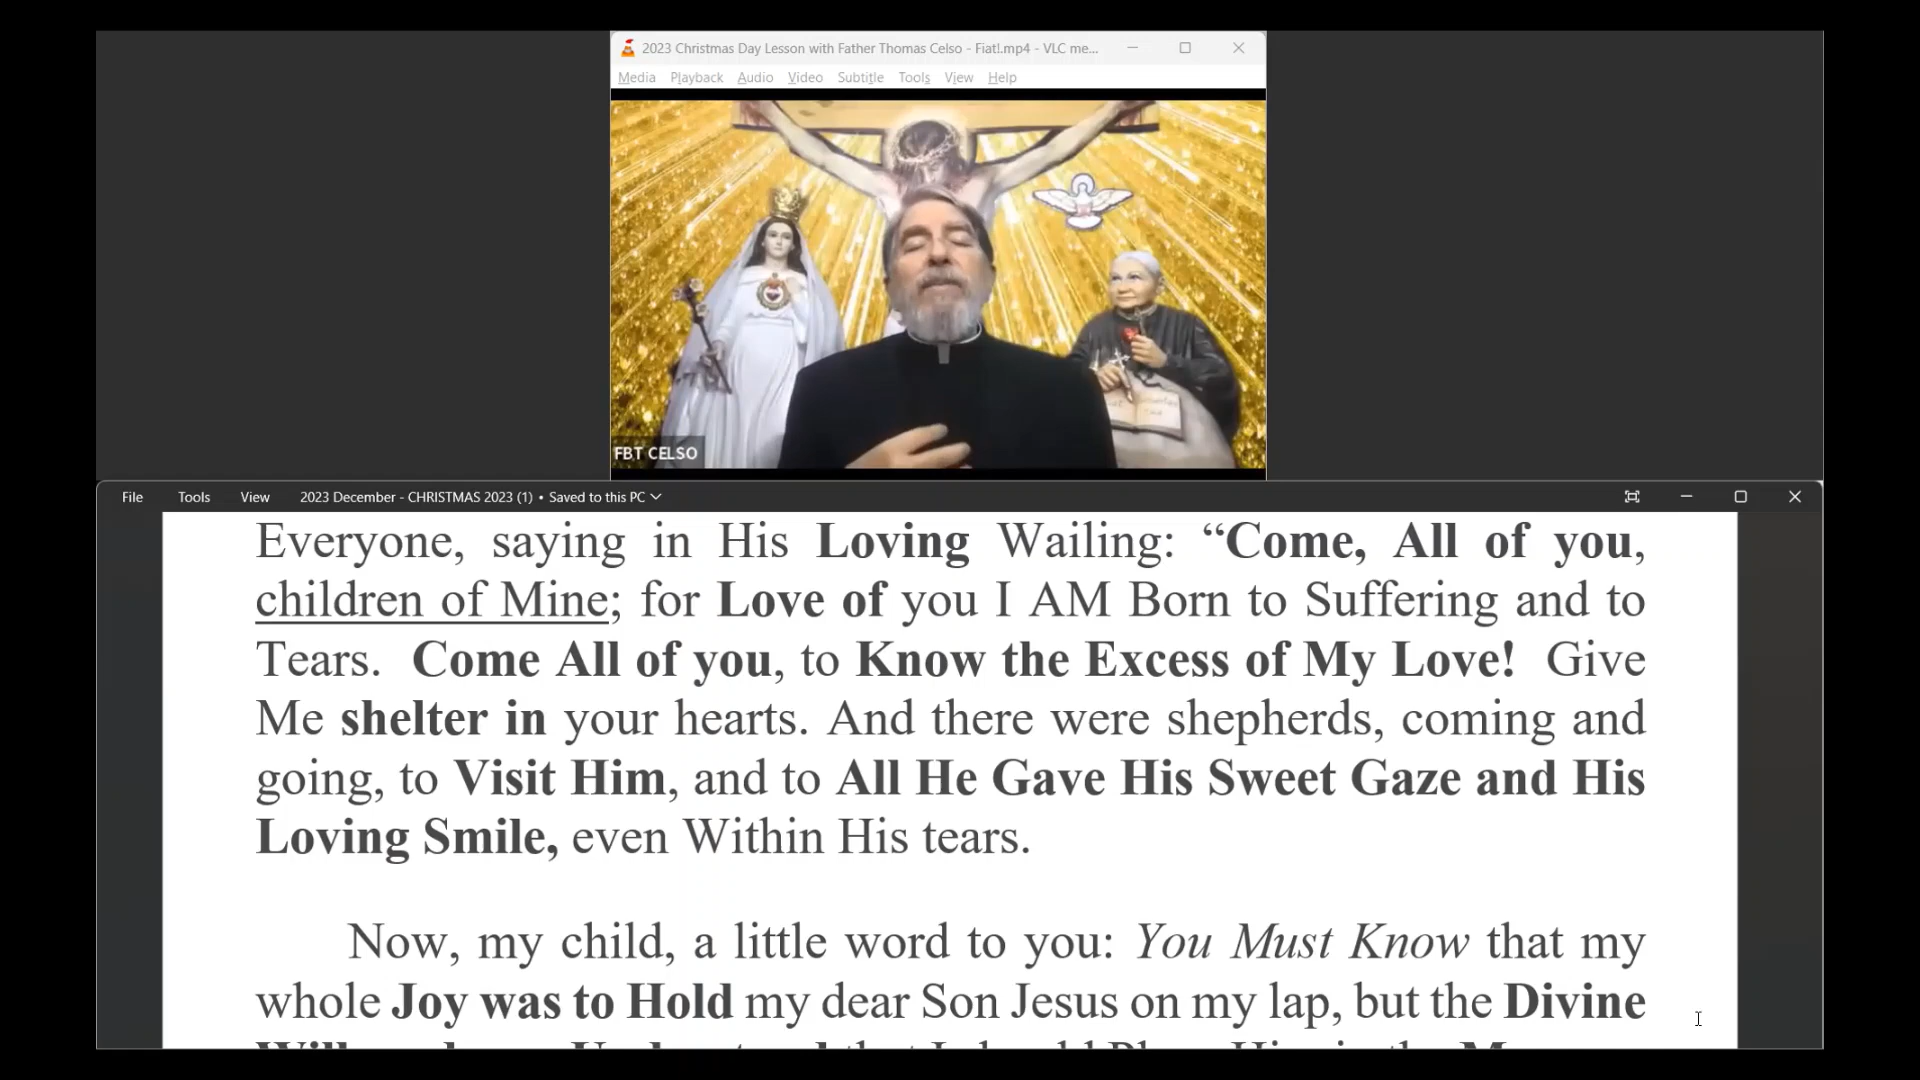 2023 Christmas Day Lesson with Father Thomas Celso - Fiat!.mp4 - VLC me...
Media Playback Audio Video Subtitle Tools View Help
FBT CELSO
File Tools View 2023 December - CHRISTMAS 2023 (1) • Saved to this PC
Everyone, saying in His Loving Wailing: “Come, All of you,
children of Mine; for Love of you I AM Born to Suffering and to
Tears. Come All of you, to Know the Excess of My Love! Give
Me shelter in your hearts. And there were shepherds, coming and
going, to Visit Him, and to All He Gave His Sweet Gaze and His
Loving Smile, even Within His tears.
Now, my child, a little word to you: You Must Know that my
whole Joy was to Hold my dear Son Jesus on my lap, but the Divine